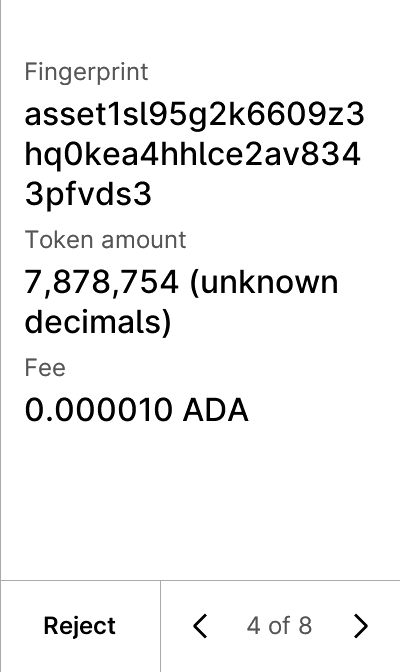 Fingerprint
asset1sl95g2k6609z3
hq0kea4hhlce2av834
3pfvds3
Token amount
7,878,754 (unknown
decimals)
Fee
0.000010 ADA
Reject
4 of 8